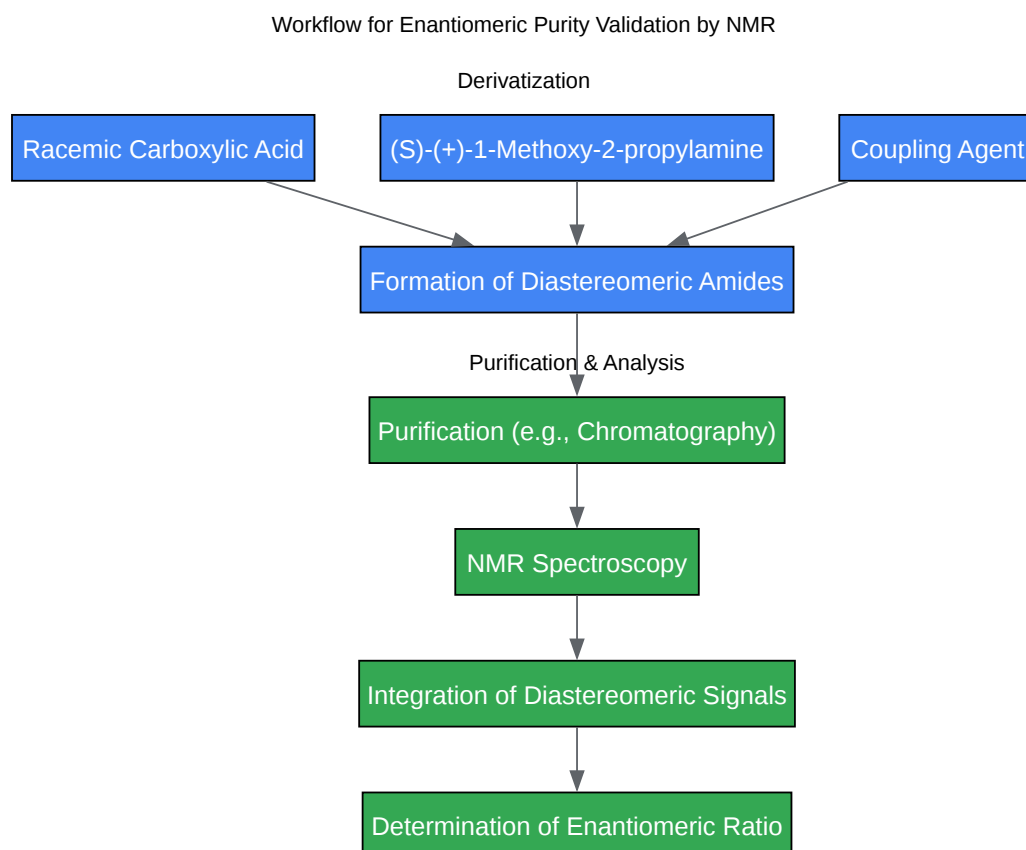 Workflow for Enantiomeric Purity Validation by NMR
Derivatization
Racemic Carboxylic Acid
(S)-(+)-1-Methoxy-2-propylamine
Coupling Agent
Formation of Diastereomeric Amides
Purification & Analysis
Purification (e.g., Chromatography)
NMR Spectroscopy
Integration of Diastereomeric Signals
Determination of Enantiomeric Ratio